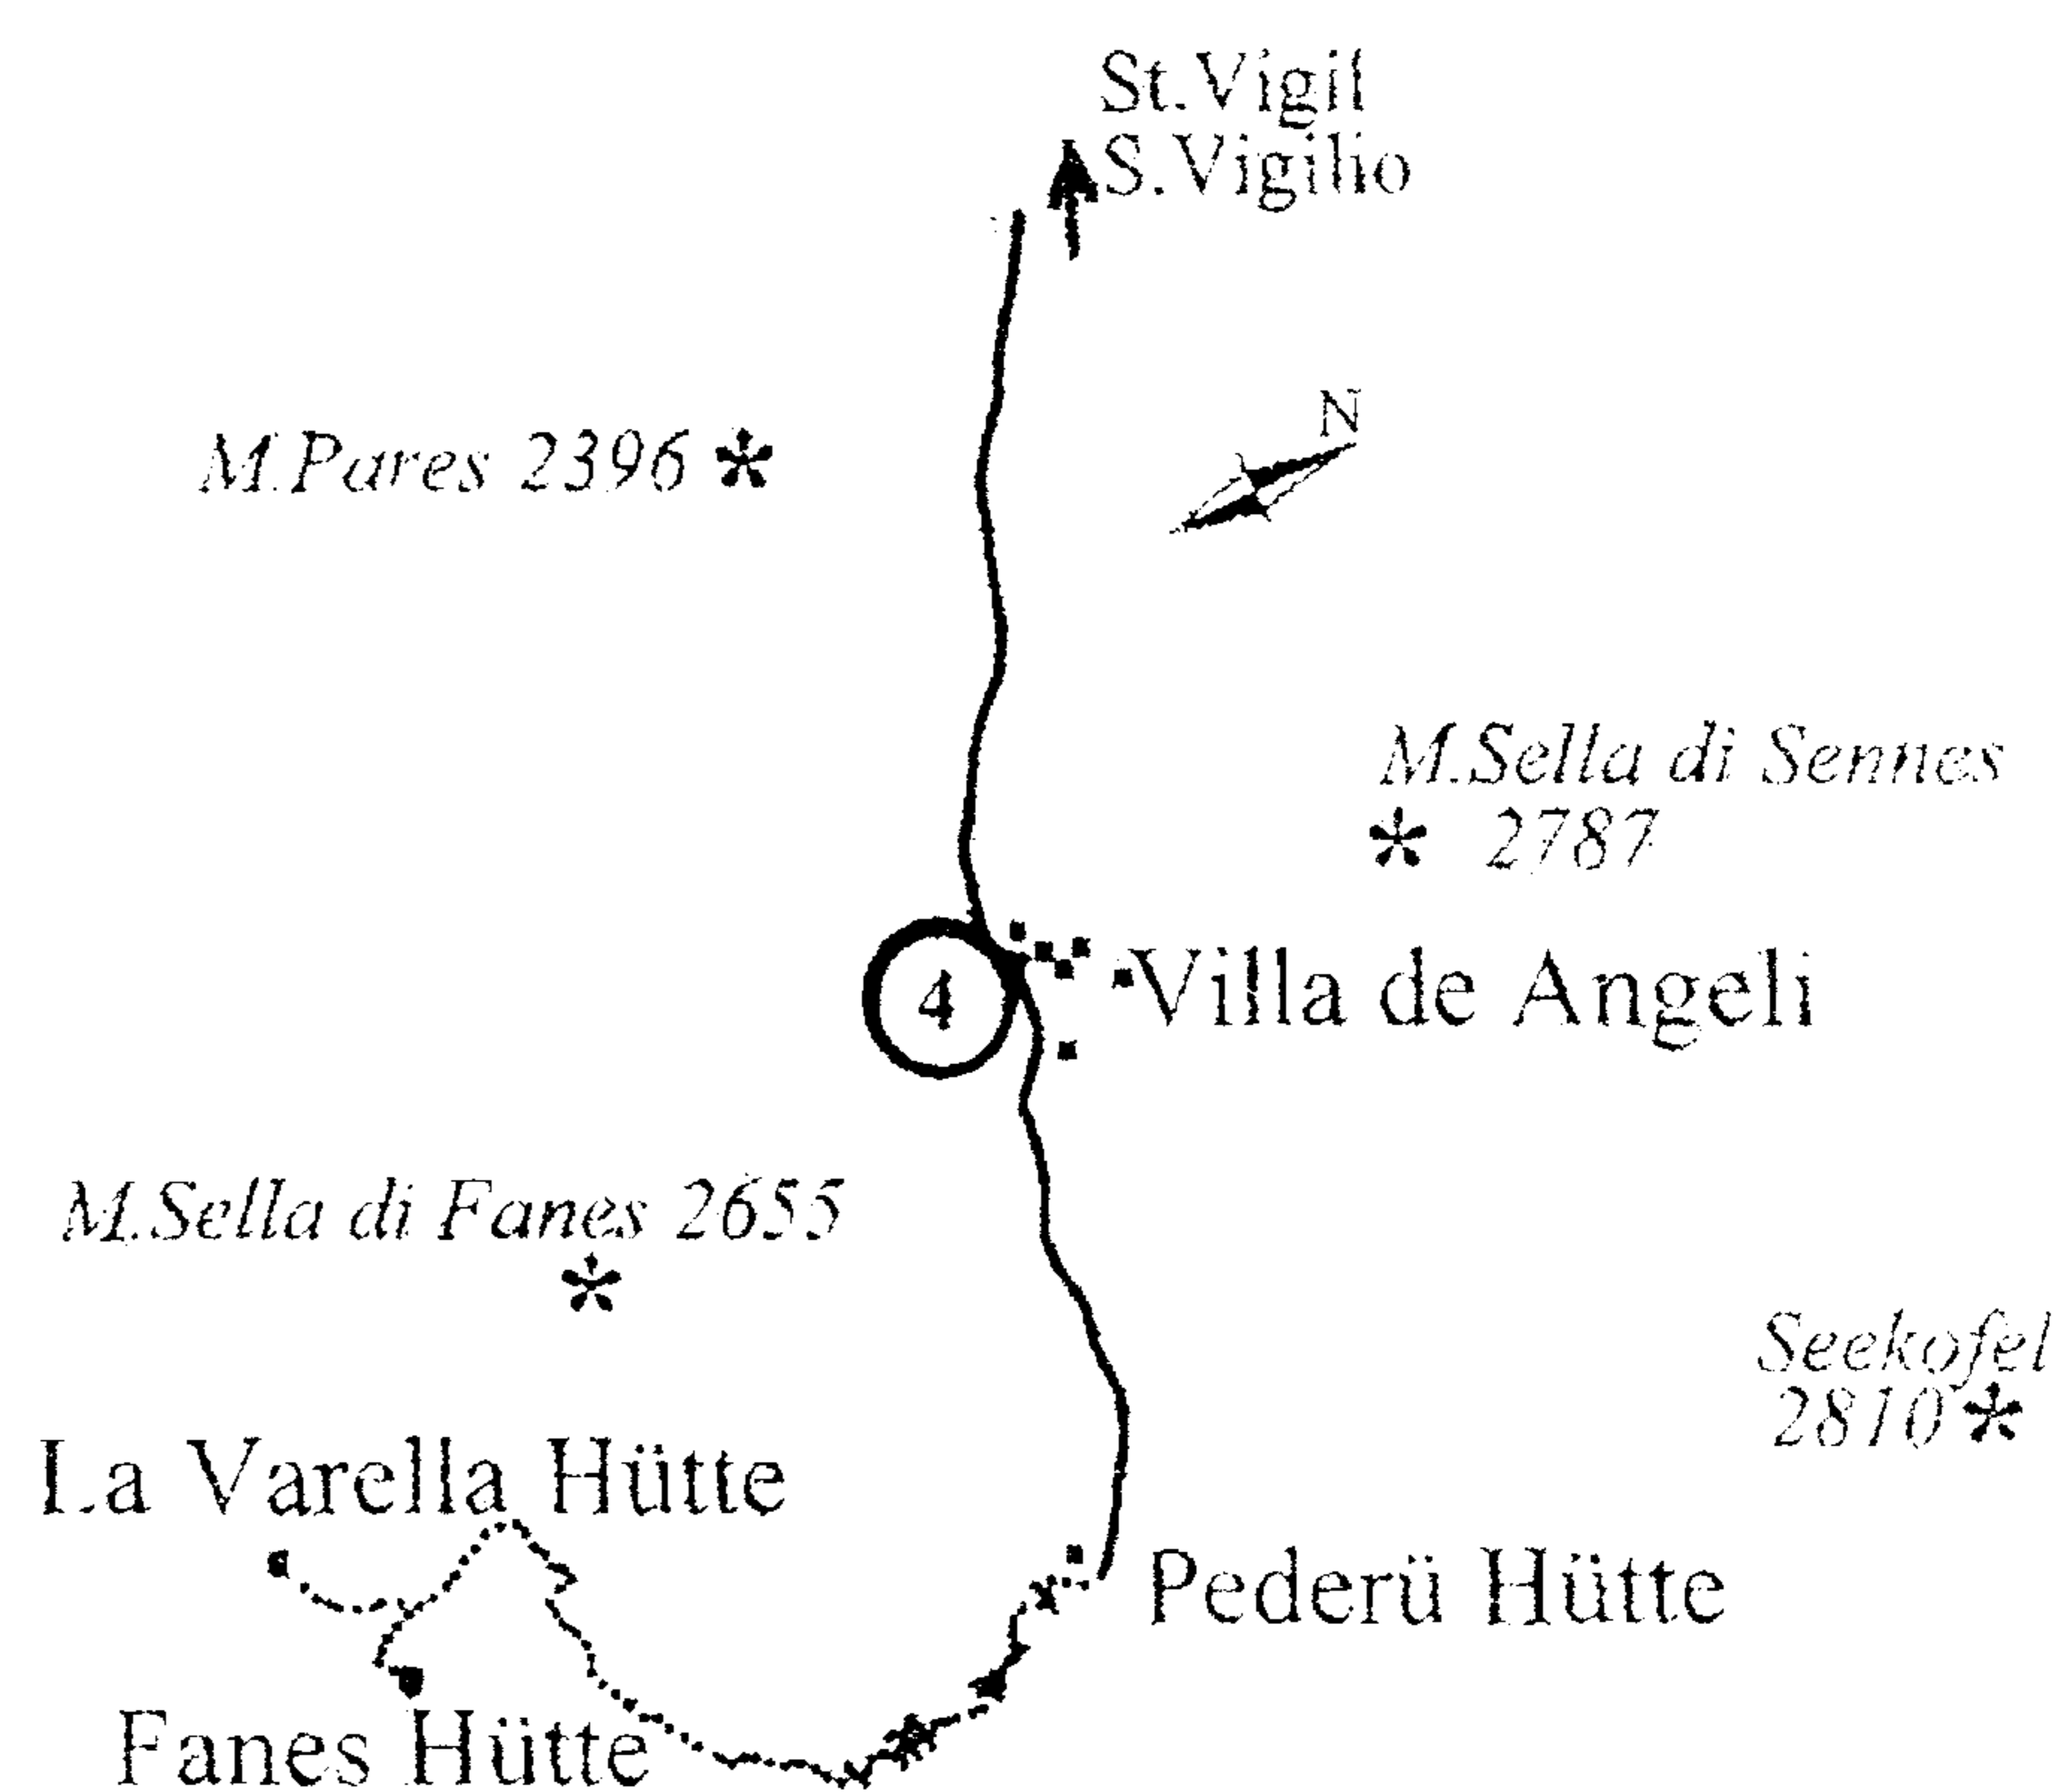 St.Vigil
S.Vigilio
N
M.Pares 2396
M.Sella di Sennes
2787
4
Villa de Angeli
M.Sella di Fanes 2655
Seekofel
2810
La Varella Hütte
Pederü Hütte
Fanes Hütte